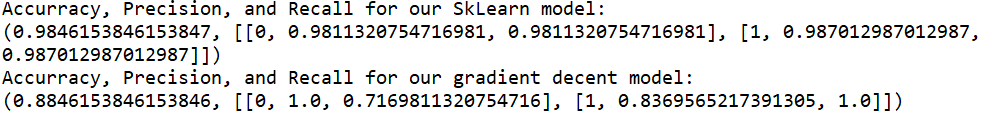 Accurracy, Precision, and Recall for our SkLearn model:
(0.9846153846153847, [[0, 0.9811320754716981, 0.9811320754716981], [1, 0.987012987012987,
0.987012987012987]])
Accurracy, Precision, and Recall for our gradient decent model:
(0.8846153846153846, [[0, 1.0, 0.7169811320754716], [1, 0.8369565217391305, 1.0]])